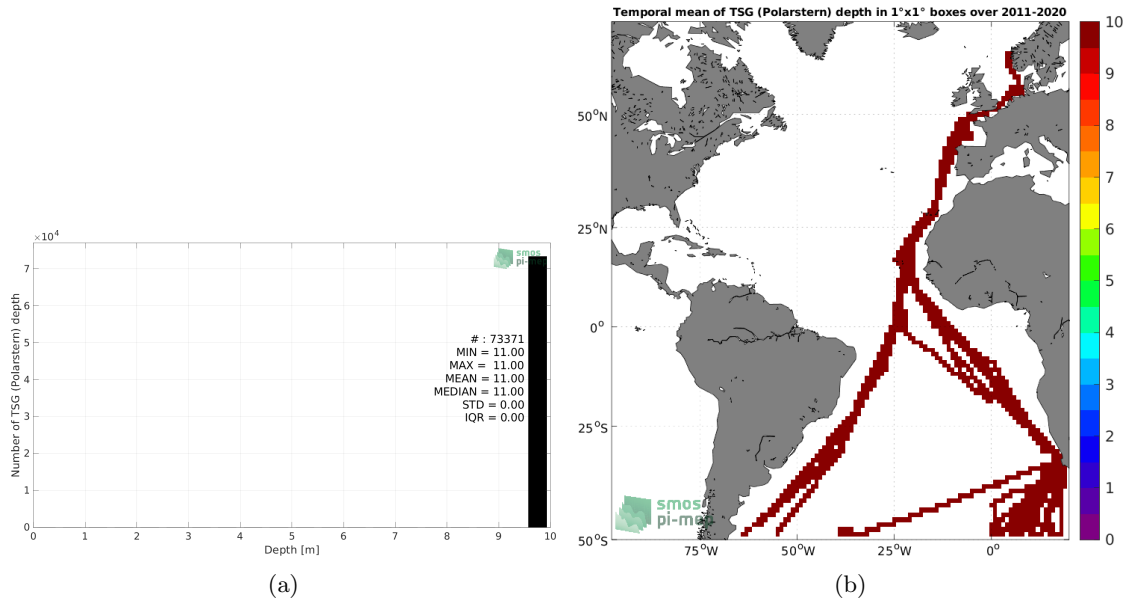 Temporal mean of TSG (Polarstern) depth in 1°x1° boxes over 2011-2020
×10⁴
Number of TSG (Polarstern) depth
7
6
5
4
3
2
1
0
smos
pi-mep
# : 73371
MIN = 11.00
MAX = 11.00
MEAN = 11.00
MEDIAN = 11.00
STD = 0.00
IQR = 0.00
0 1 2 3 4 5 6 7 8 9 10
Depth [m]
(a)
50°N
25°N
0°
25°S
50°S
75°W 50°W 25°W 0°
smos
pi-mep
10
9
8
7
6
5
4
3
2
1
0
(b)